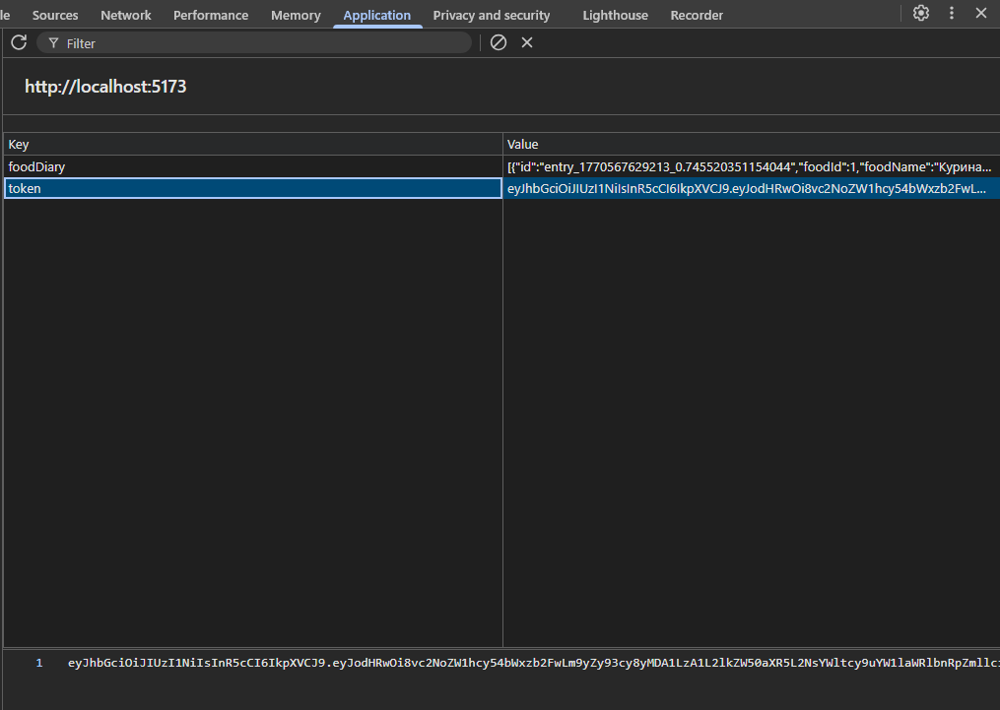 le Sources Network Performance Memory Application Privacy and security Lighthouse Recorder
Filter
http://localhost:5173
Key Value
foodDiary [{"id":"entry_1770567629213_0.745520351154044","foodId":1,"foodName":"Курина...
token eyJhbGciOiJIUzI1NiIsInR5cCI6IkpXVCJ9.eyJodHRwOi8vc2NoZW1hcy54bWxzb2FwL...
1 eyJhbGciOiJIUzI1NiIsInR5cCI6IkpXVCJ9.eyJodHRwOi8vc2NoZW1hcy54bWxzb2FwLm9yZy93cy8yMDA1LzA1L2lkZW50aXR5L2NsYWltcy9uYW1laWRlbnRpZmllci